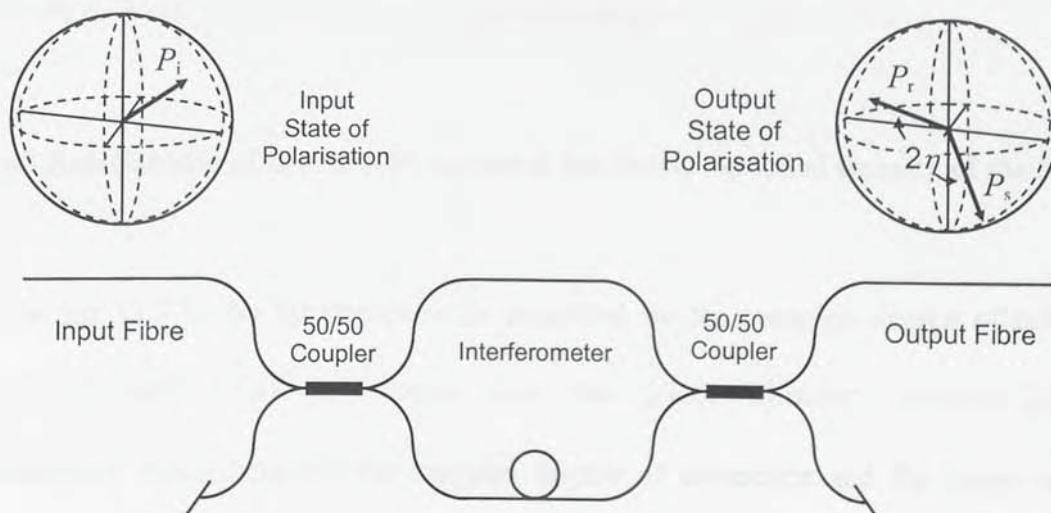 P_i
Input
State of
Polarisation
Output
State of
Polarisation
P_r
2η
P_s
Input Fibre
50/50
Coupler
Interferometer
50/50
Coupler
Output Fibre